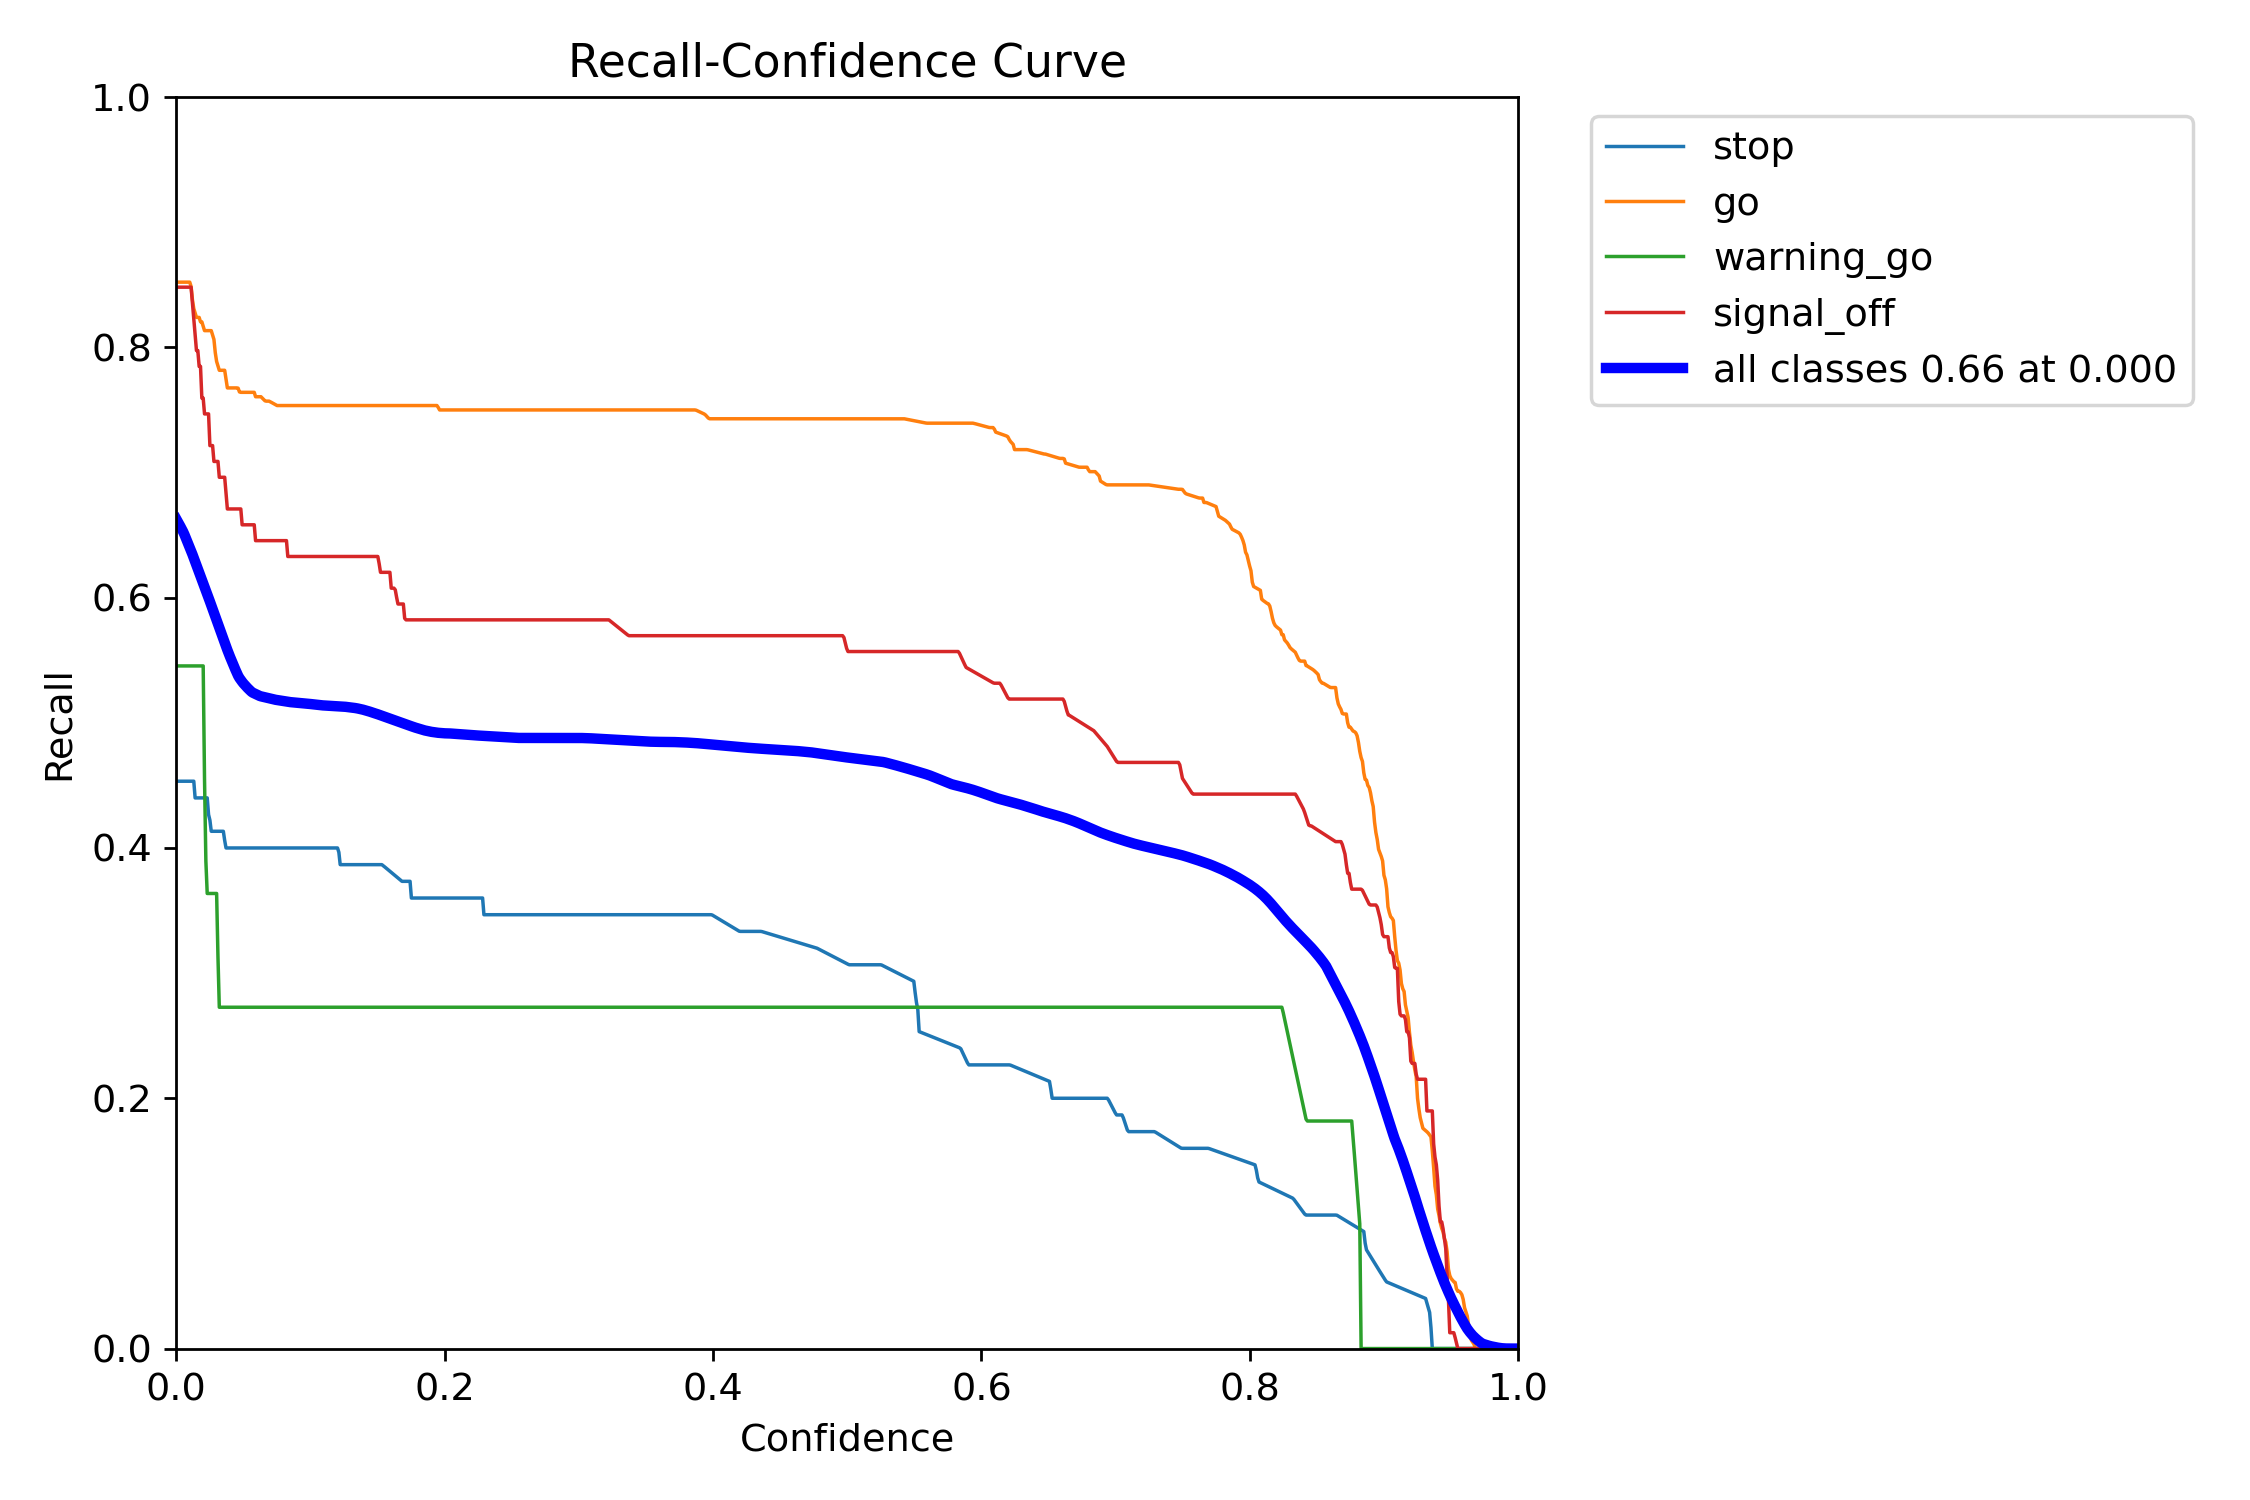 Recall-Confidence Curve
1.0
0.8
0.6
0.4
0.2
0.0
Recall
0.0 0.2 0.4 0.6 0.8 1.0
Confidence
stop
go
warning_go
signal_off
all classes 0.66 at 0.000